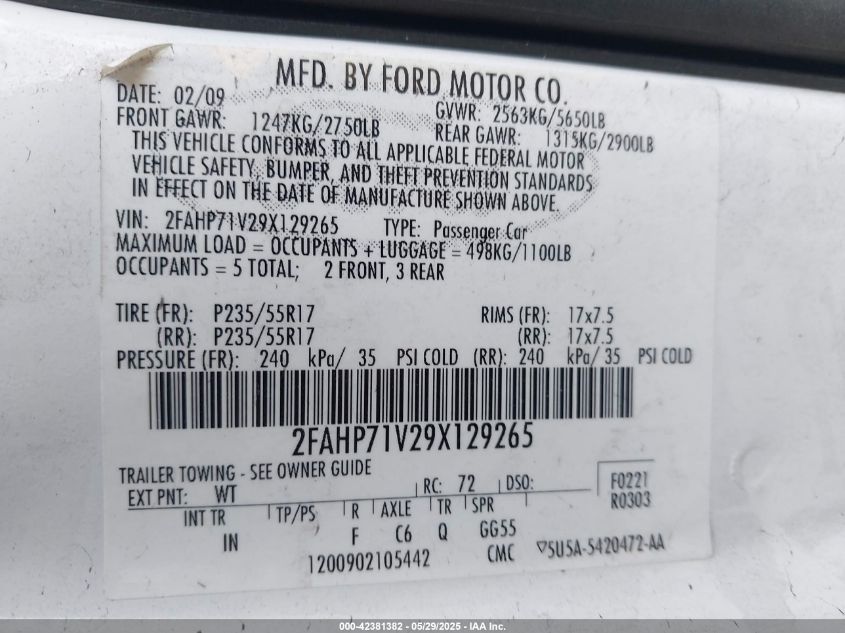 MFD. BY FORD MOTOR CO.
DATE: 02/09 GVWR: 2563KG/5650LB
FRONT GAWR: 1247KG/2750LB REAR GAWR: 1315KG/2900LB
THIS VEHICLE CONFORMS TO ALL APPLICABLE FEDERAL MOTOR
VEHICLE SAFETY, BUMPER, AND THEFT PREVENTION STANDARDS
IN EFFECT ON THE DATE OF MANUFACTURE SHOWN ABOVE.
VIN: 2FAHP71V29X129265 TYPE: Passenger Car
MAXIMUM LOAD = OCCUPANTS + LUGGAGE = 498KG/1100LB
OCCUPANTS = 5 TOTAL; 2 FRONT, 3 REAR
TIRE (FR): P235/55R17 RIMS (FR): 17x7.5
(RR): P235/55R17 (RR): 17x7.5
PRESSURE (FR): 240 kPa/ 35 PSI COLD (RR): 240 kPa/ 35 PSI COLD
2FAHP71V29X129265
TRAILER TOWING - SEE OWNER GUIDE
EXT PNT: WT RC: 72 DSO: F0221
R0303
INT TR TP/PS R AXLE TR SPR
IN F C6 Q GG55
1200902105442 CMC ▽5U5A-5420472-AA
000-42381382 - 05/29/2025 - IAA Inc.